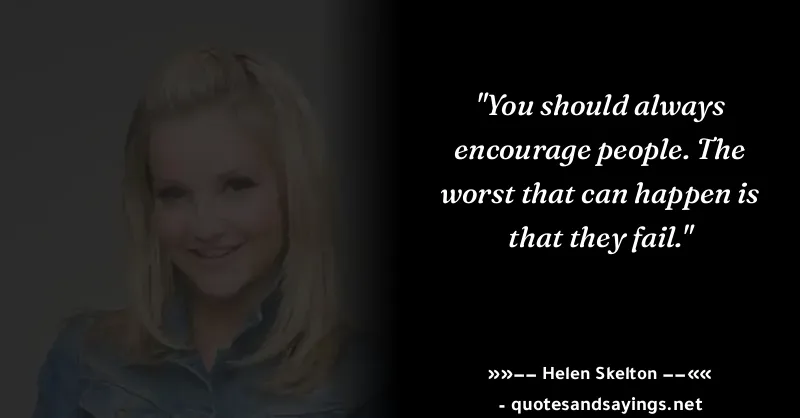 "You should always
encourage people. The
worst that can happen is
that they fail."
»»−− Helen Skelton −−««
- quotesandsayings.net